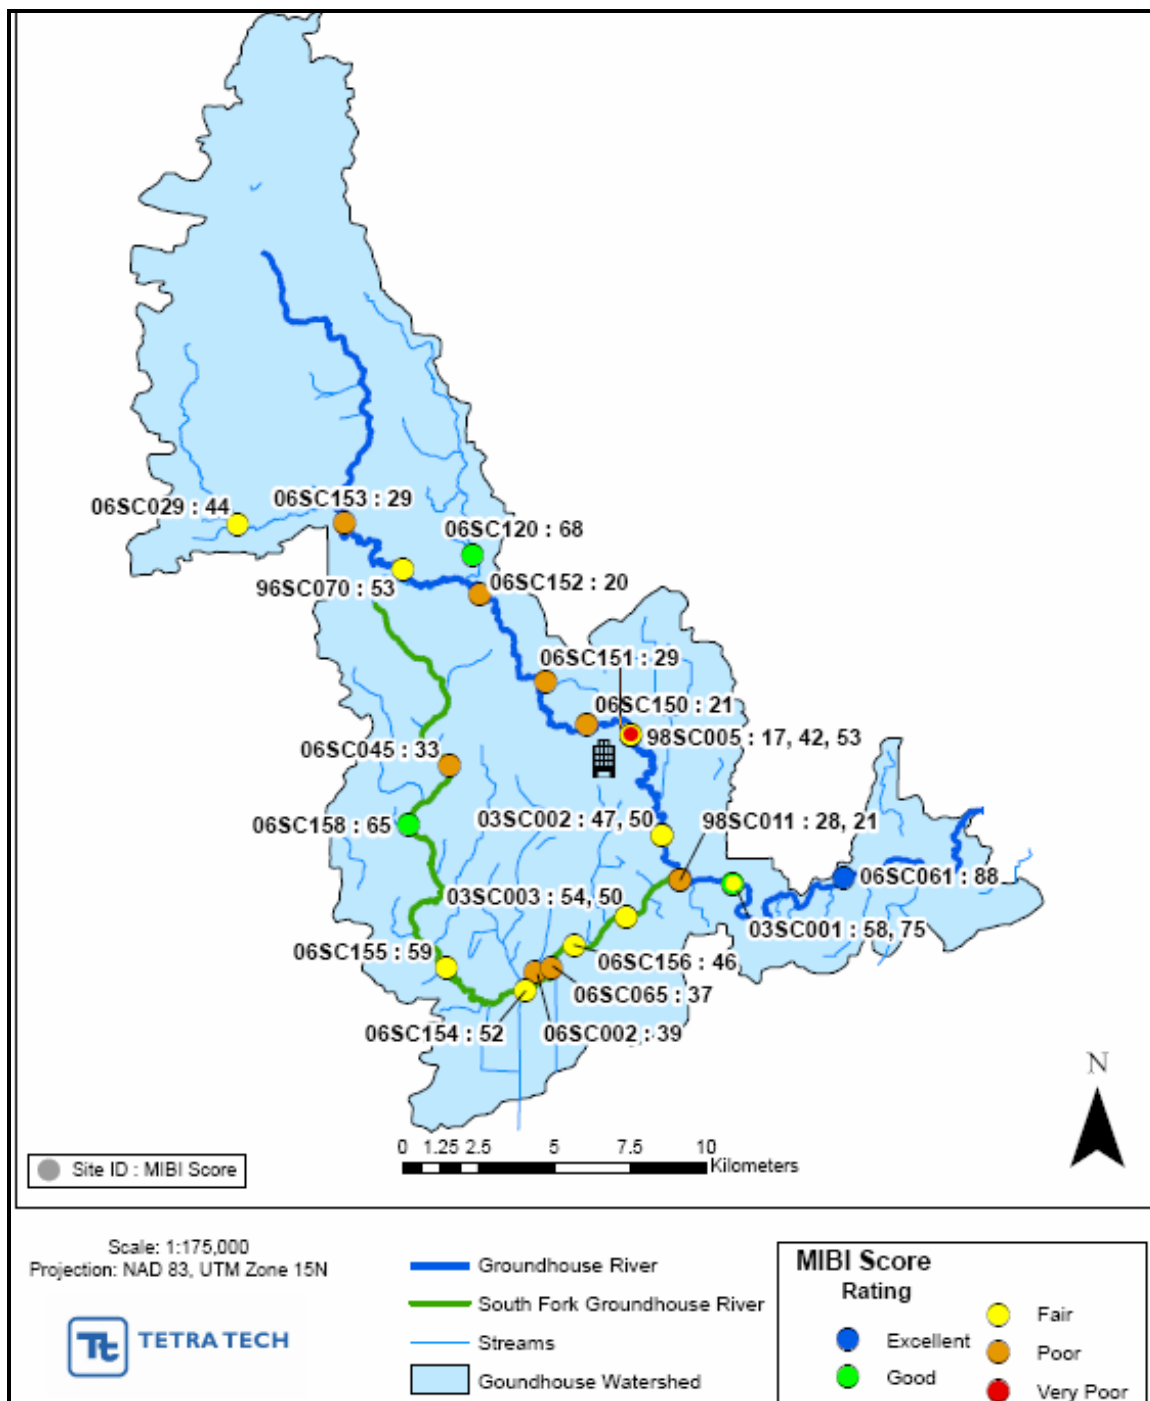 06SC029 : 44
06SC153 : 29
06SC120 : 68
96SC070 : 53
06SC152 : 20
06SC151 : 29
06SC150 : 21
98SC005 : 17, 42, 53
06SC045 : 33
06SC158 : 65
03SC002 : 47, 50
98SC011 : 28, 21
06SC061 : 88
03SC003 : 54, 50
03SC001 : 58, 75
06SC155 : 59
06SC156 : 46
06SC065 : 37
06SC154 : 52
06SC002 : 39
N
0 1.25 2.5 5 7.5 10
Kilometers
Site ID : MIBI Score
Scale: 1:175,000
Projection: NAD 83, UTM Zone 15N
Tt TETRA TECH
Groundhouse River
South Fork Groundhouse River
Streams
Goundhouse Watershed
MIBI Score
Rating
Excellent
Good
Fair
Poor
Very Poor